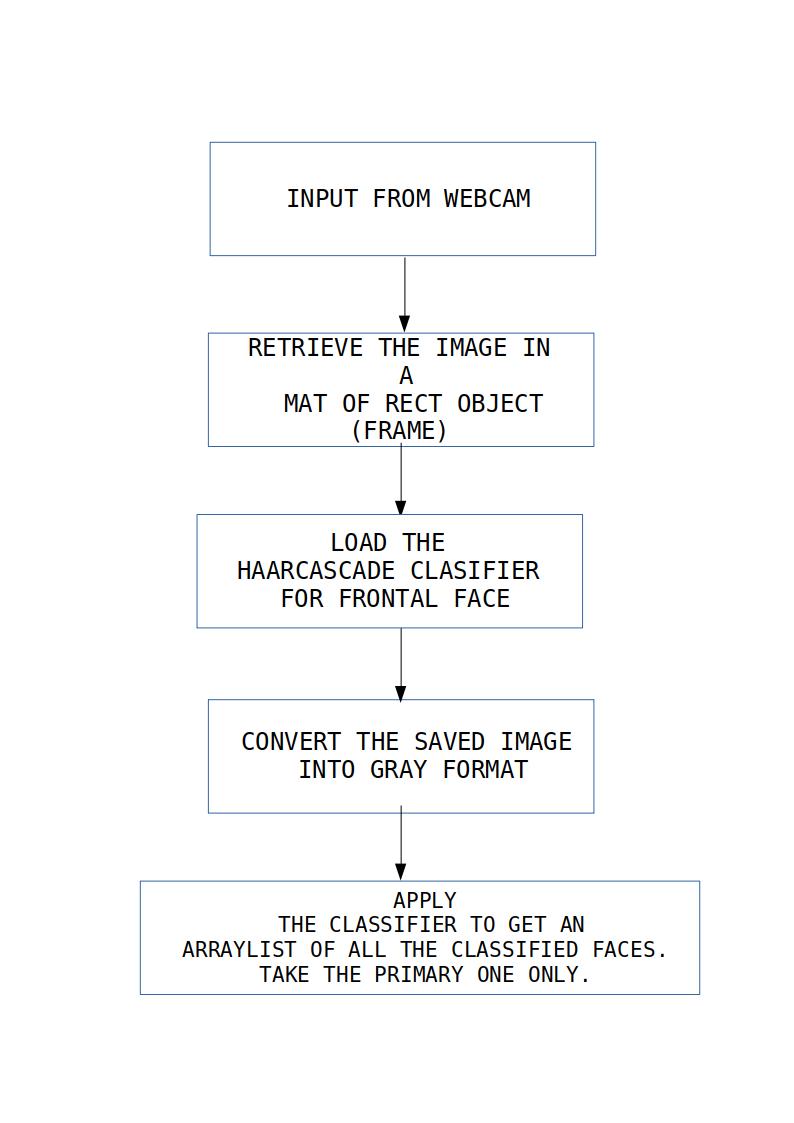 INPUT FROM WEBCAM
RETRIEVE THE IMAGE IN
A
MAT OF RECT OBJECT
(FRAME)
LOAD THE
HAARCASCADE CLASIFIER
FOR FRONTAL FACE
CONVERT THE SAVED IMAGE
INTO GRAY FORMAT
APPLY
THE CLASSIFIER TO GET AN
ARRAYLIST OF ALL THE CLASSIFIED FACES.
TAKE THE PRIMARY ONE ONLY.